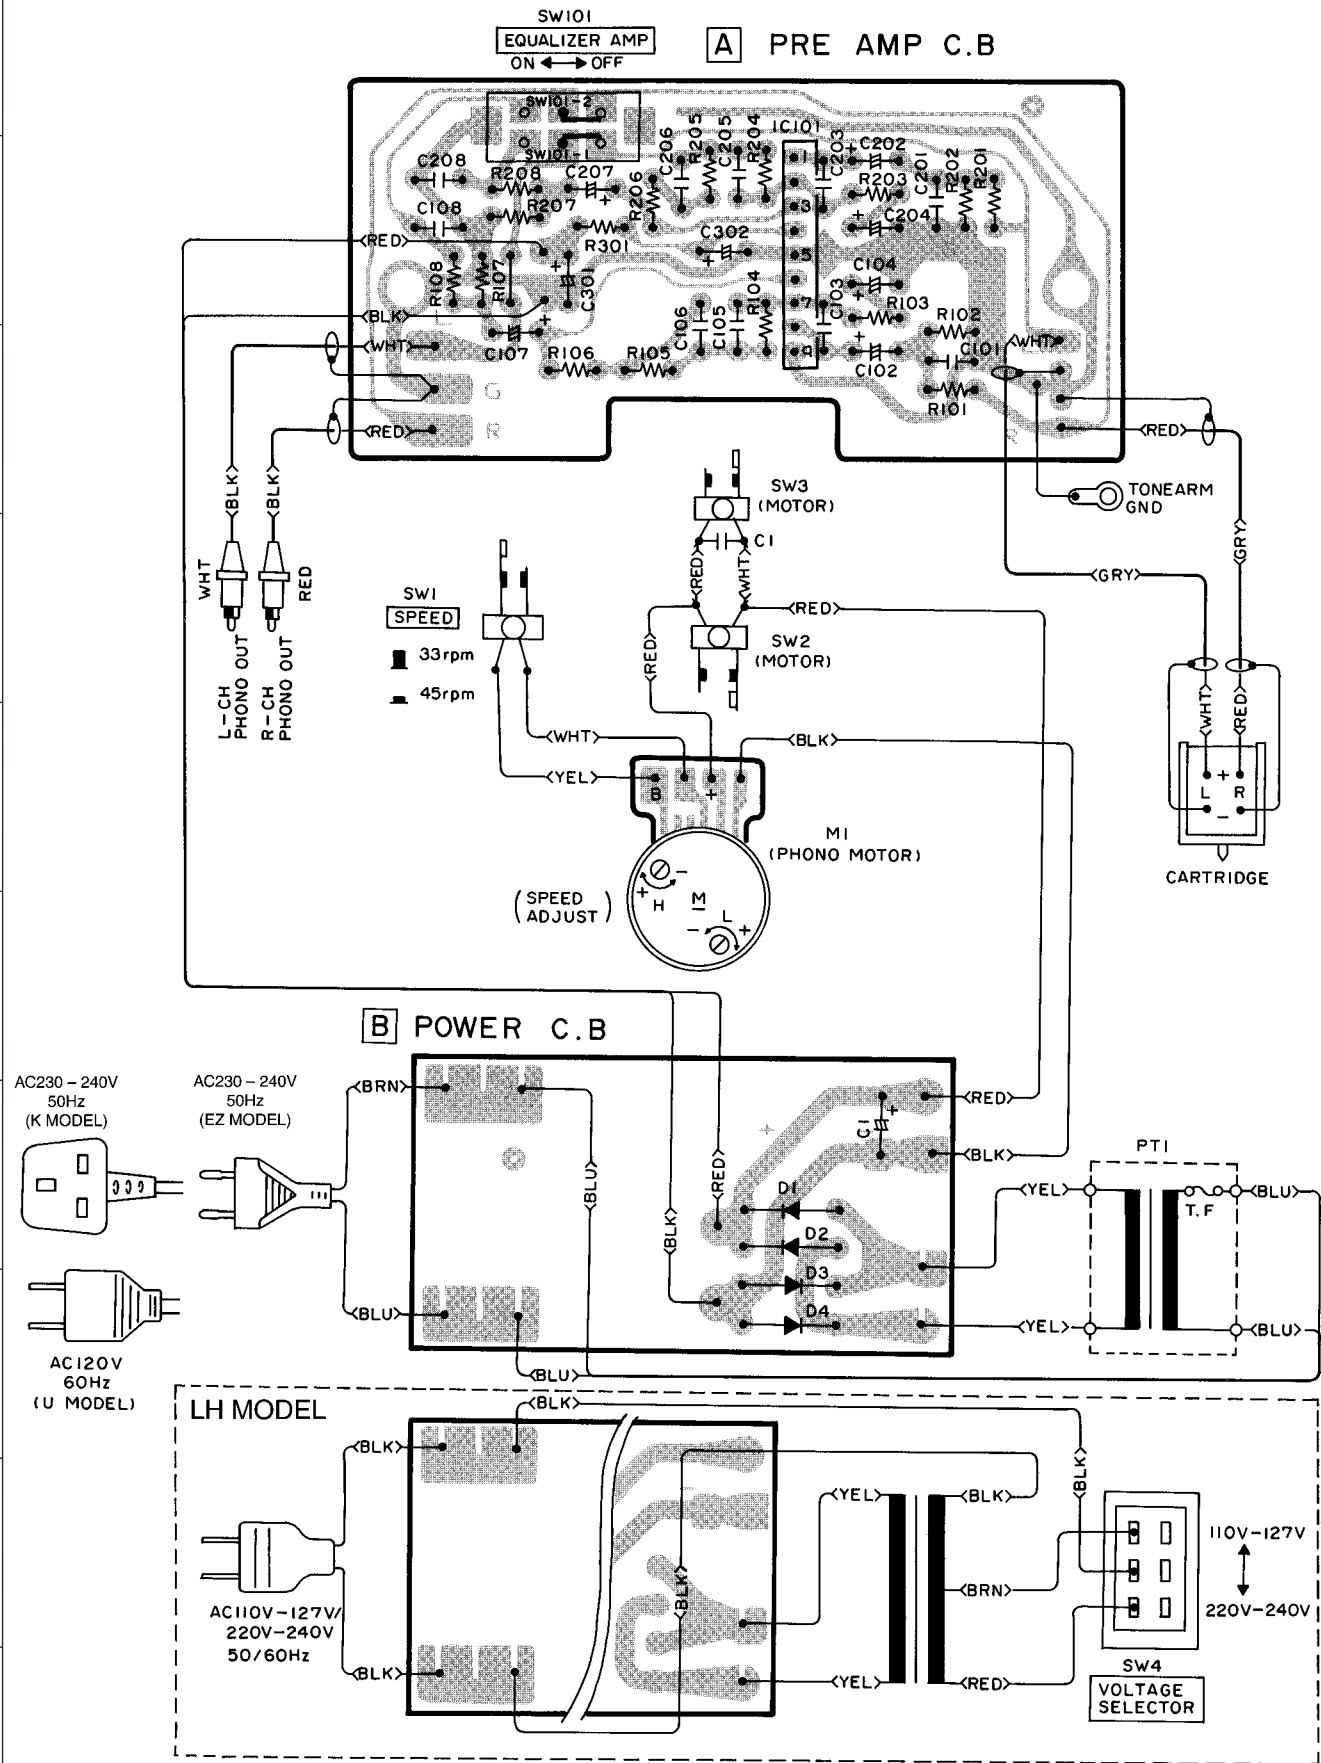 SW101
EQUALIZER AMP
ON OFF
A PRE AMP C.B
SW101-2
SW101-1
C208
C108
R208
R207
C207
+
R206
C206
R205
C205
R204
IC101
1
3
5
7
9
C203
+
C202
R203
+
C204
C201
R202
R201
R301
C302
+
RED
R108
R107
+
C301
BLK
L
WHT
+
C107
R106
R105
C106
C105
R104
C103
C104
+
R103
+
C102
R102
C101
R101
WHT
G
RED
R
R
RED
BLK
BLK
WHT
RED
L-CH
PHONO OUT
R-CH
PHONO OUT
SW3
(MOTOR)
C1
RED
WHT
TONEARM
GND
GRY
GRY
SW1
SPEED
33rpm
45rpm
RED
RED
SW2
(MOTOR)
WHT
YEL
BLK
B
+
WHT
RED
+
L R
-
CARTRIDGE
M1
(PHONO MOTOR)
(SPEED
ADJUST)
-
+
H
M
L
-
+
B POWER C.B
AC230 – 240V
50Hz
(K MODEL)
AC230 – 240V
50Hz
(EZ MODEL)
BRN
BLU
BLU
BLU
AC120V
60Hz
(U MODEL)
+
RED
BLK
C1
+
D1
D2
D3
D4
RED
BLK
YEL
YEL
PT1
T.F
BLU
BLU
LH MODEL
BLK
BLK
BLK
AC110V-127V/
220V-240V
50/60Hz
BLK
YEL
YEL
BLK
BRN
RED
BLK
110V-127V
220V-240V
SW4
VOLTAGE
SELECTOR